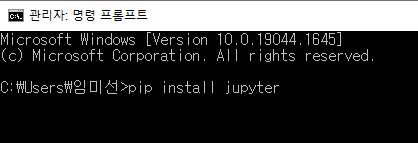 관리자: 명령 프롬프트
Microsoft Windows [Version 10.0.19044.1645]
(c) Microsoft Corporation. All rights reserved.
C:₩Users₩임미선>pip install jupyter